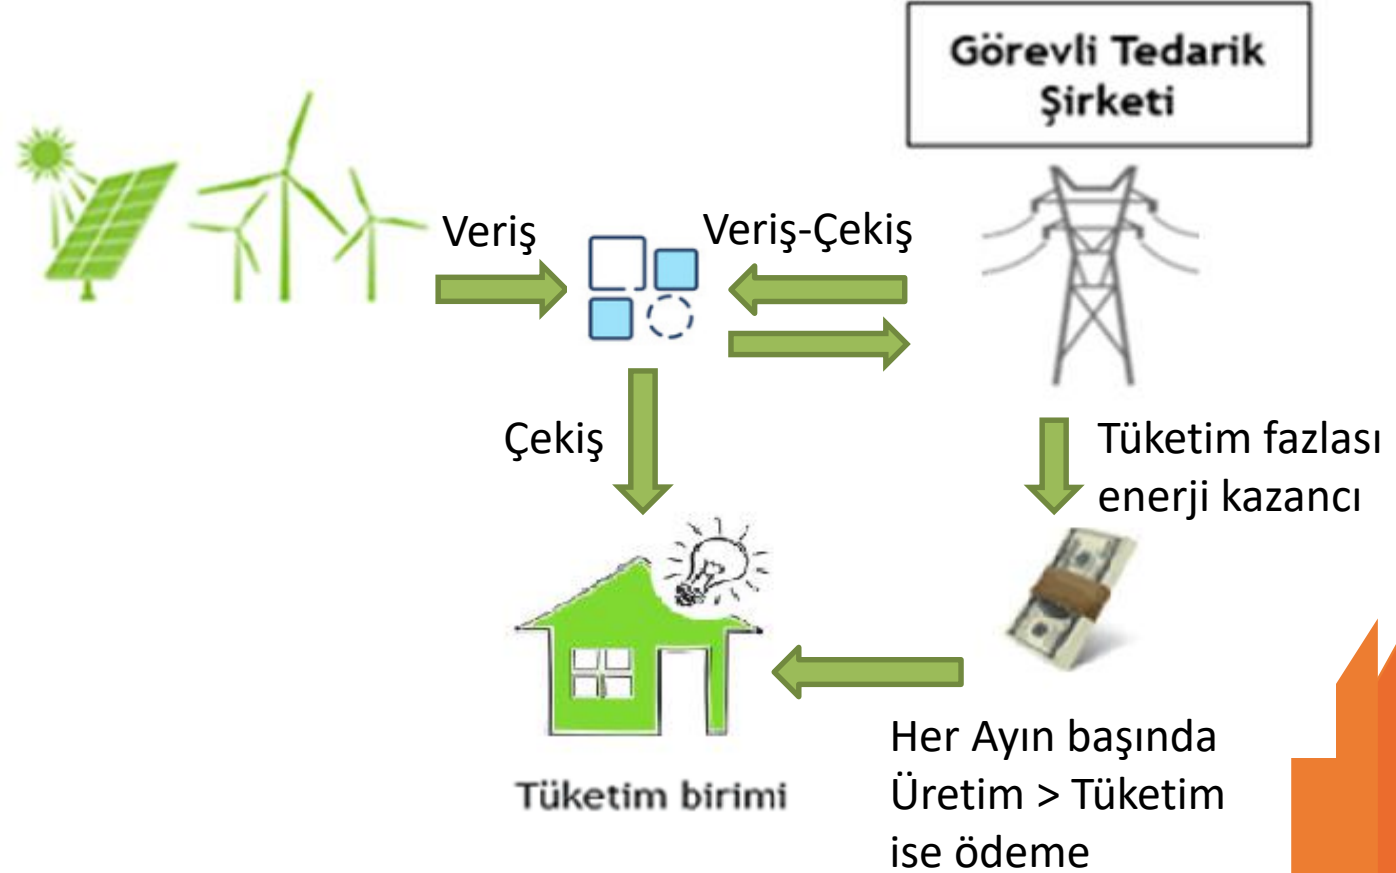 Görevli Tedarik
Şirketi
Veriş
Veriş-Çekiş
Çekiş
Tüketim fazlası
enerji kazancı
Tüketim birimi
Her Ayın başında
Üretim > Tüketim
ise ödeme